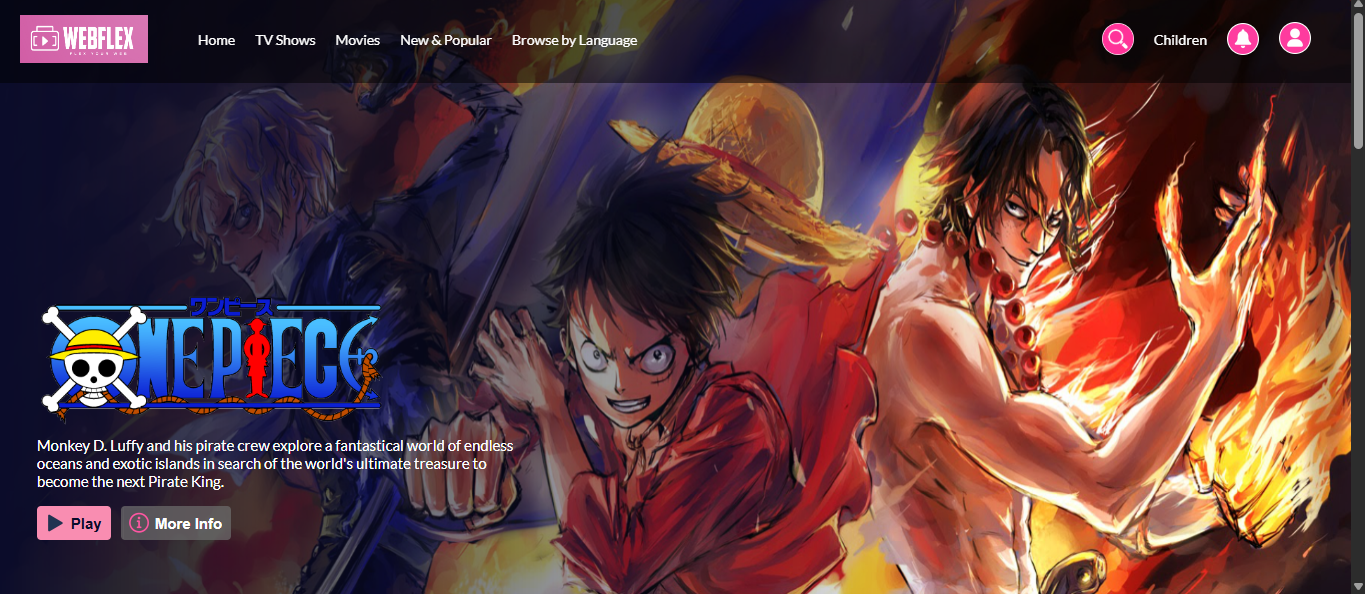 WEBFLEX
FLEX YOUR WEB
Home
TV Shows
Movies
New & Popular
Browse by Language
Children
ワンピース
ONE PIECE
Monkey D. Luffy and his pirate crew explore a fantastical world of endless
oceans and exotic islands in search of the world's ultimate treasure to
become the next Pirate King.
Play
More Info